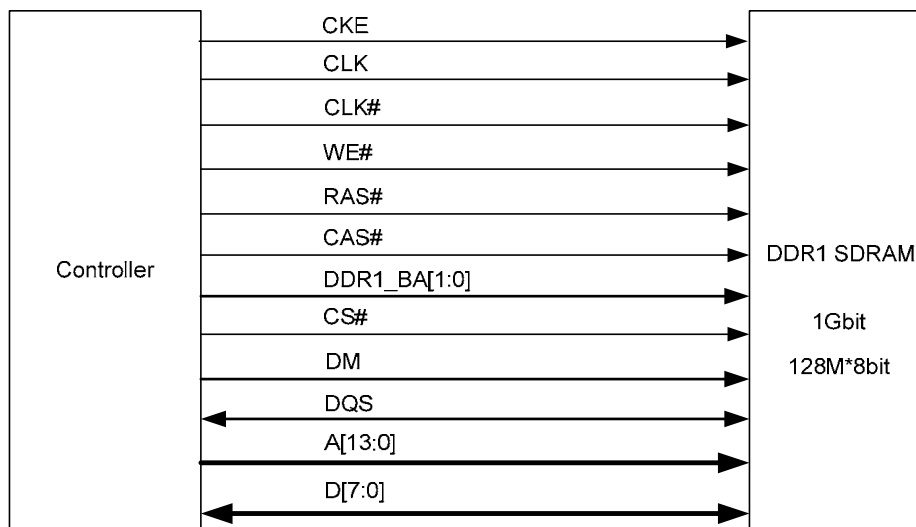 CKE
CLK
CLK#
WE#
RAS#
CAS#
Controller
DDR1 SDRAM
DDR1_BA[1:0]
CS#
1Gbit
DM
128M*8bit
DQS
A[13:0]
D[7:0]